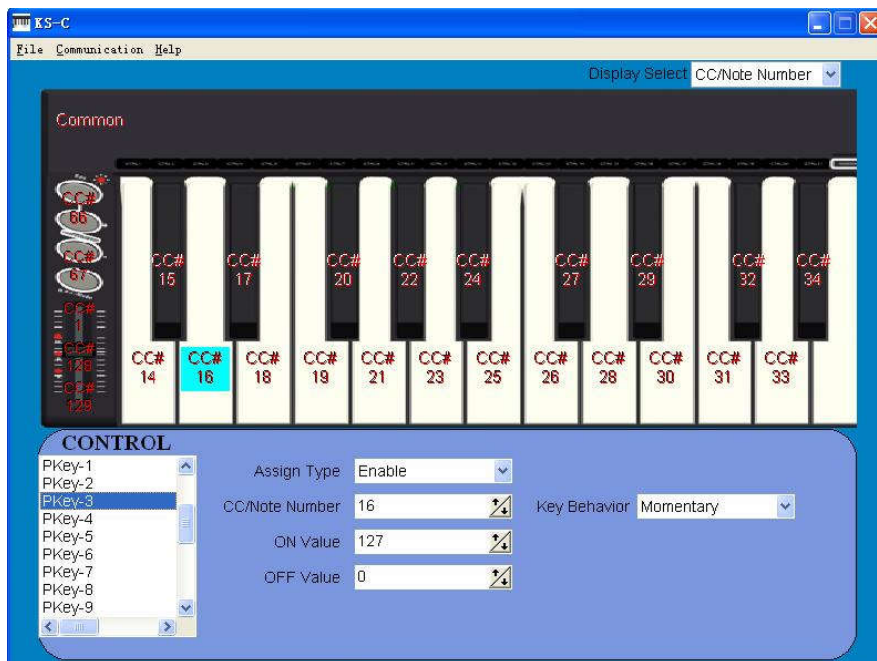 KS-C
File Communication Help
Display Select CC/Note Number
Common
CC#
66
CC#
67
CC#
1
CC#
128
CC#
129
CC#
15
CC#
17
CC#
20
CC#
22
CC#
24
CC#
27
CC#
29
CC#
32
CC#
34
CC#
14
CC#
16
CC#
18
CC#
19
CC#
21
CC#
23
CC#
25
CC#
26
CC#
28
CC#
30
CC#
31
CC#
33
CONTROL
PKey-1
PKey-2
PKey-3
PKey-4
PKey-5
PKey-6
PKey-7
PKey-8
PKey-9
Assign Type Enable
CC/Note Number 16 Key Behavior Momentary
ON Value 127
OFF Value 0